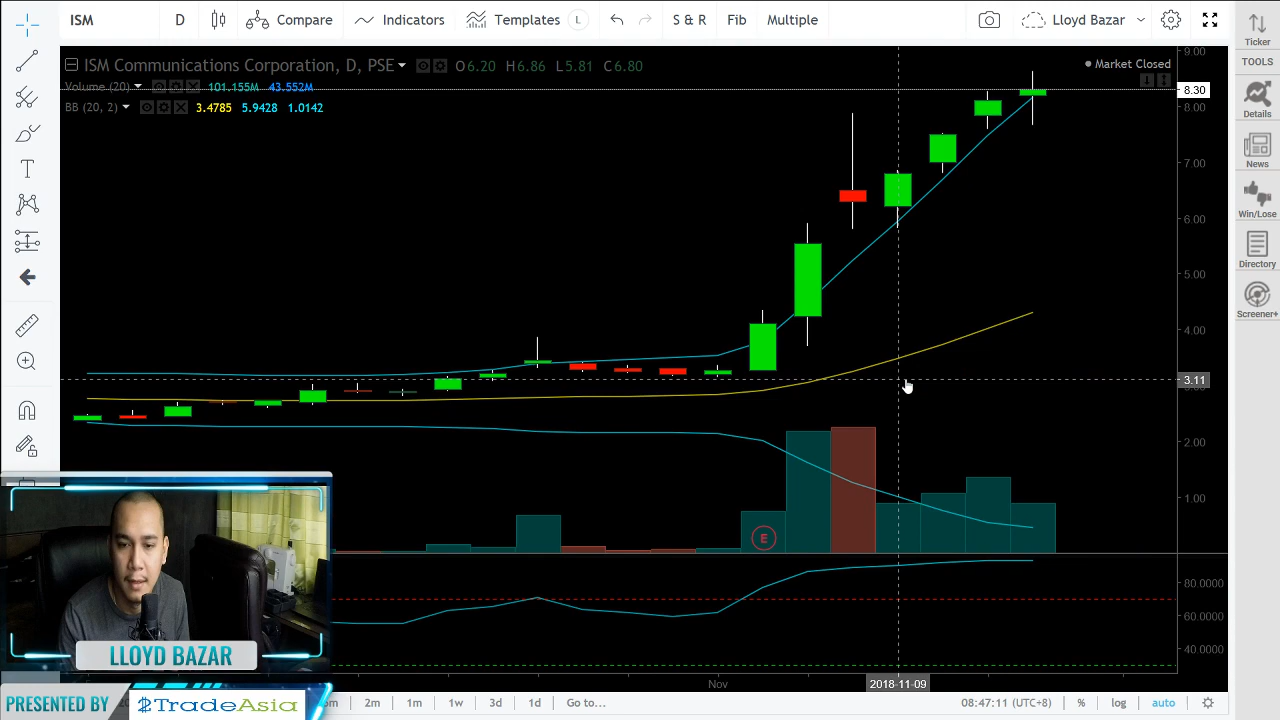 ISM D Compare Indicators Templates L S & R Fib Multiple Lloyd Bazar
ISM Communications Corporation, D, PSE O6.20 H6.86 L5.81 C6.80
Market Closed
Volume (20) 101.155M 43.552M
BB (20, 2) 3.4785 5.9428 1.0142
9.00
8.30
8.00
7.00
6.00
5.00
4.00
3.11
2.00
1.00
E
80.0000
60.0000
40.0000
Nov 2018-11-09
2m 1m 1w 3d 1d Go to... 08:47:11 (UTC+8) % log auto
Ticker
TOOLS
Details
News
Win/Lose
Directory
Screener+
LLOYD BAZAR
PRESENTED BY TradeAsia